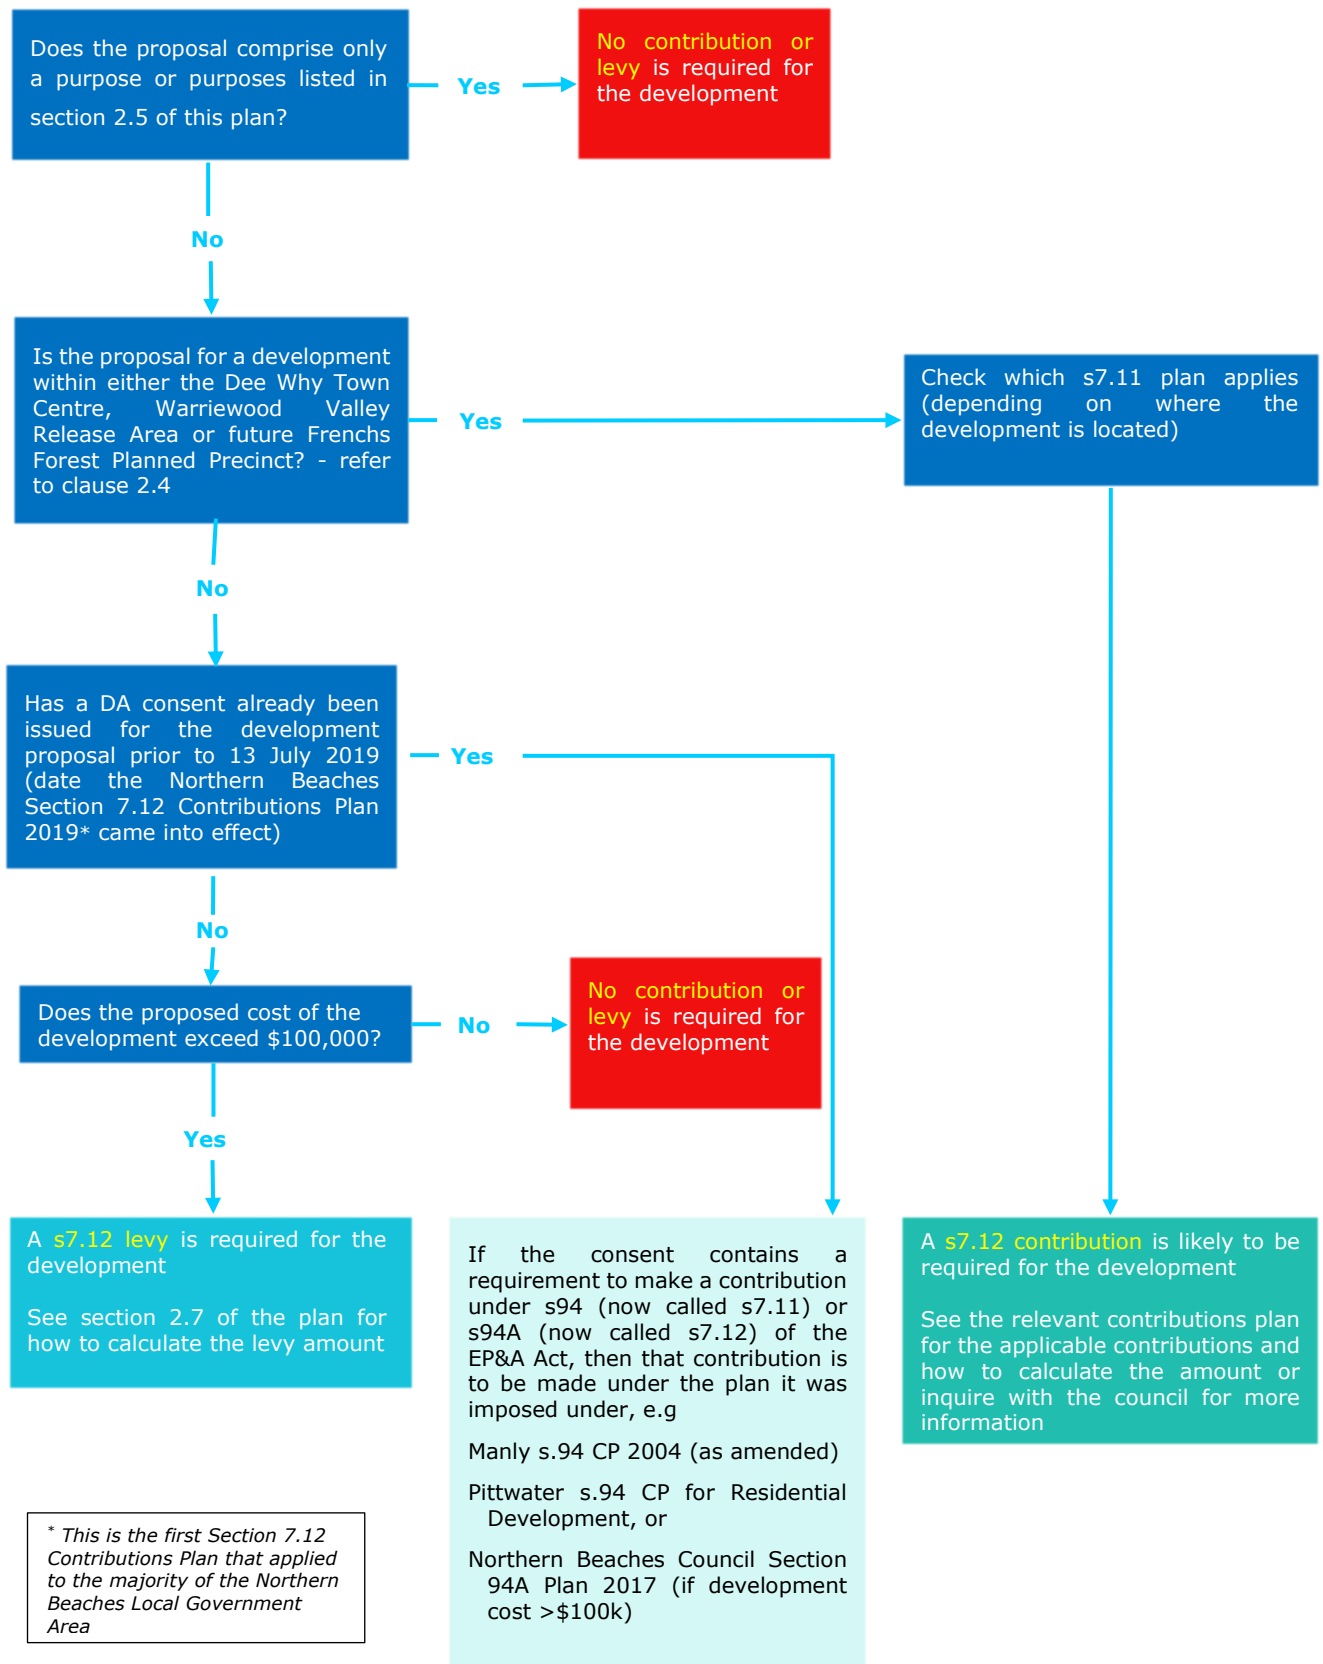 Does the proposal comprise only
a purpose or purposes listed in
section 2.5 of this plan?
Yes
No contribution or
levy is required for
the development
No
Is the proposal for a development
within either the Dee Why Town
Centre, Warriewood Valley
Release Area or future Frenchs
Forest Planned Precinct? - refer
to clause 2.4
Yes
Check which s7.11 plan applies
(depending on where the
development is located)
No
Has a DA consent already been
issued for the development
proposal prior to 13 July 2019
(date the Northern Beaches
Section 7.12 Contributions Plan
2019* came into effect)
Yes
No
Does the proposed cost of the
development exceed $100,000?
No
No contribution or
levy is required for
the development
Yes
A s7.12 levy is required for the
development
See section 2.7 of the plan for
how to calculate the levy amount
If the consent contains a
requirement to make a contribution
under s94 (now called s7.11) or
s94A (now called s7.12) of the
EP&A Act, then that contribution is
to be made under the plan it was
imposed under, e.g
Manly s.94 CP 2004 (as amended)
Pittwater s.94 CP for Residential
Development, or
Northern Beaches Council Section
94A Plan 2017 (if development
cost >$100k)
A s7.12 contribution is likely to be
required for the development
See the relevant contributions plan
for the applicable contributions and
how to calculate the amount or
inquire with the council for more
information
* This is the first Section 7.12
Contributions Plan that applied
to the majority of the Northern
Beaches Local Government
Area